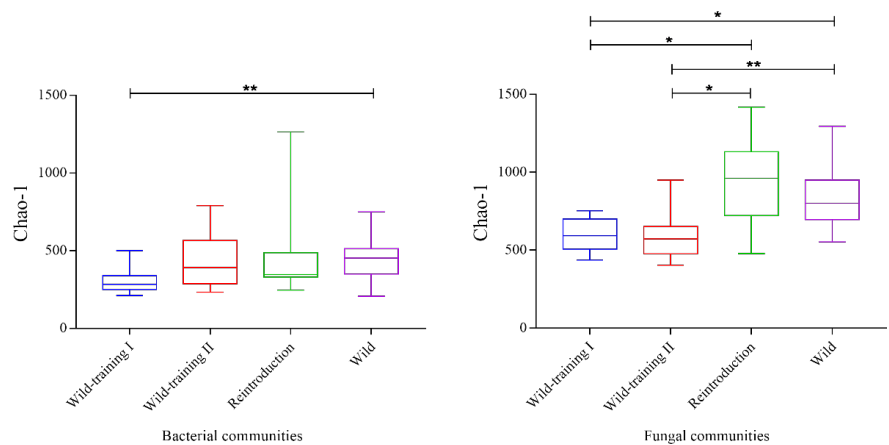 **
1500
1000
500
0
Chao-1
Wild-training I
Wild-training II
Reintroduction
Wild
Bacterial communities
*
*
**
*
1500
1000
500
0
Chao-1
Wild-training I
Wild-training II
Reintroduction
Wild
Fungal communities